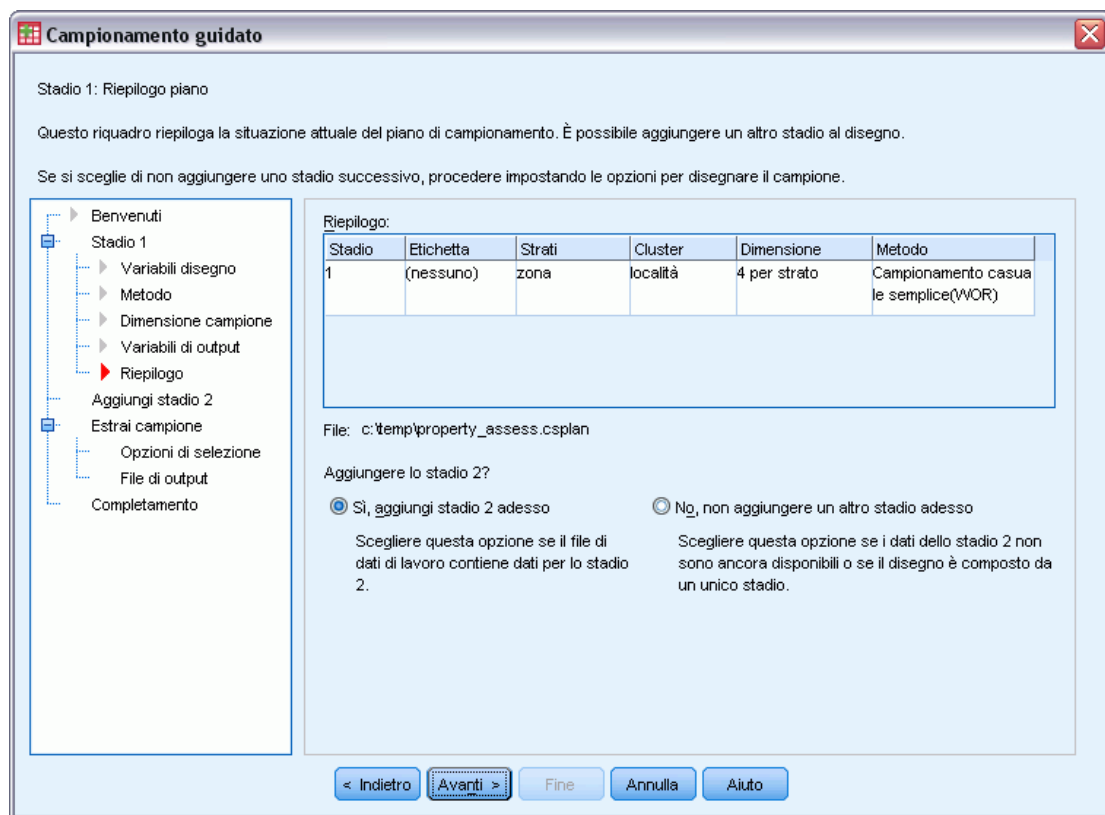 Campionamento guidato
Stadio 1: Riepilogo piano
Questo riquadro riepiloga la situazione attuale del piano di campionamento. È possibile aggiungere un altro stadio al disegno.
Se si sceglie di non aggiungere uno stadio successivo, procedere impostando le opzioni per disegnare il campione.
Benvenuti
Stadio 1
Variabili disegno
Metodo
Dimensione campione
Variabili di output
Riepilogo
Aggiungi stadio 2
Estrai campione
Opzioni di selezione
File di output
Completamento
Riepilogo:
Stadio Etichetta Strati Cluster Dimensione Metodo
1 (nessuno) zona località 4 per strato Campionamento casua
le semplice(WOR)
File: c:\temp\property_assess.csplan
Aggiungere lo stadio 2?
Sì, aggiungi stadio 2 adesso
Scegliere questa opzione se il file di
dati di lavoro contiene dati per lo stadio
2.
No, non aggiungere un altro stadio adesso
Scegliere questa opzione se i dati dello stadio 2 non
sono ancora disponibili o se il disegno è composto da
un unico stadio.
< Indietro Avanti > Fine Annulla Aiuto